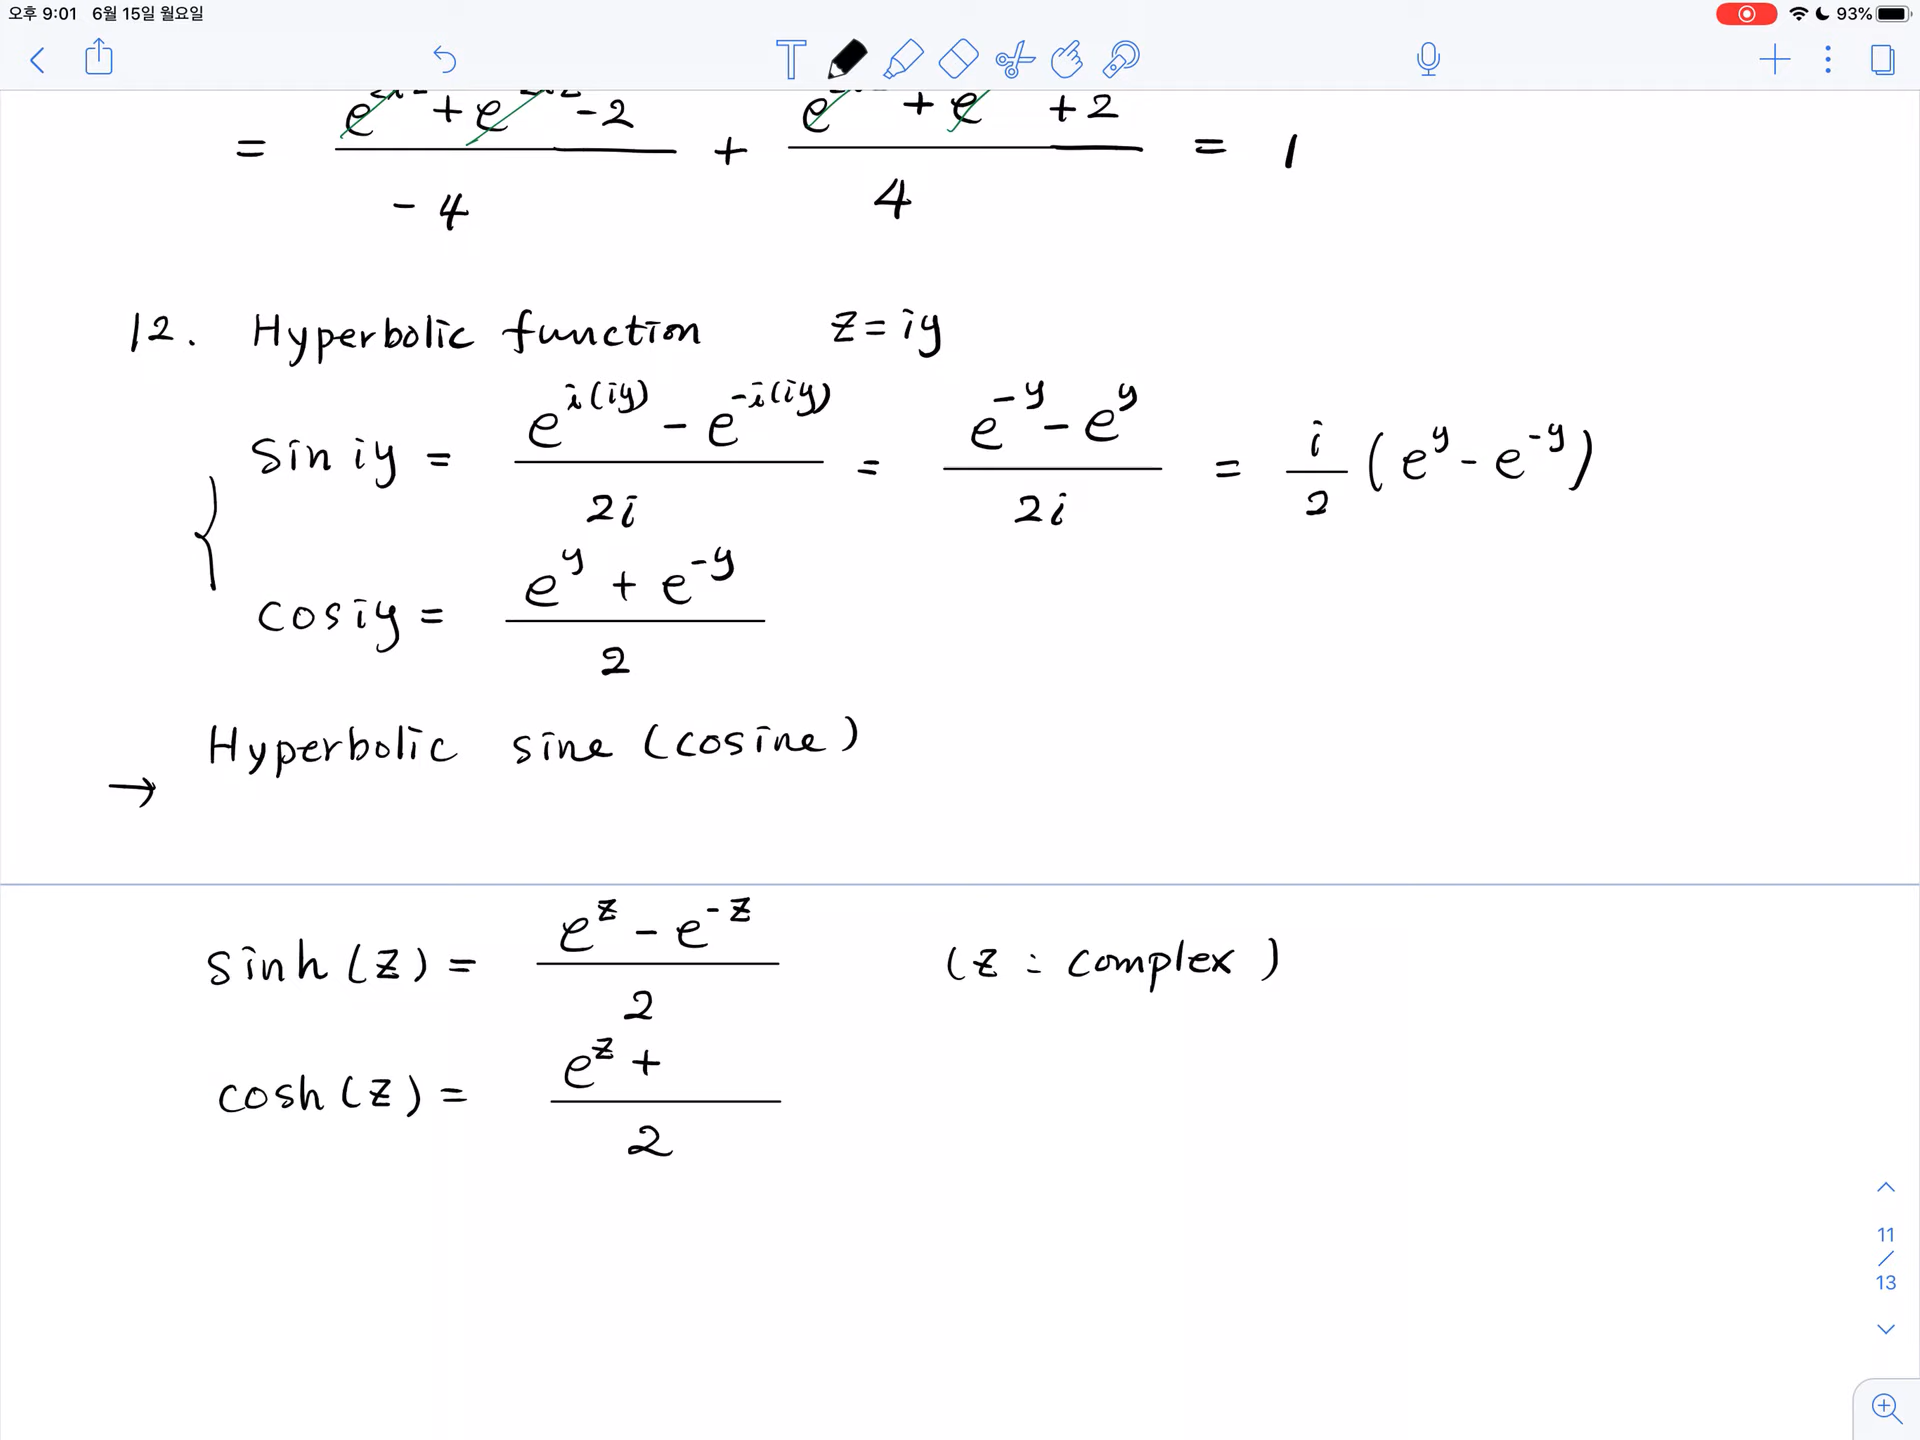 오후 9:01 6월 15일 월요일 93%
T
= (e + e - 2)/(-4) + (e + e + 2)/4 = 1
12. Hyperbolic function z = iy
sin iy = (e^{i(iy)} - e^{-i(iy)})/2i = (e^{-y} - e^{y})/2i = i/2 (e^{y} - e^{-y})
cos iy = (e^{y} + e^{-y})/2
Hyperbolic sine (cosine)
→
sinh(z) = (e^{z} - e^{-z})/2 (z : complex)
cosh(z) = (e^{z} +)/2
11
/
13